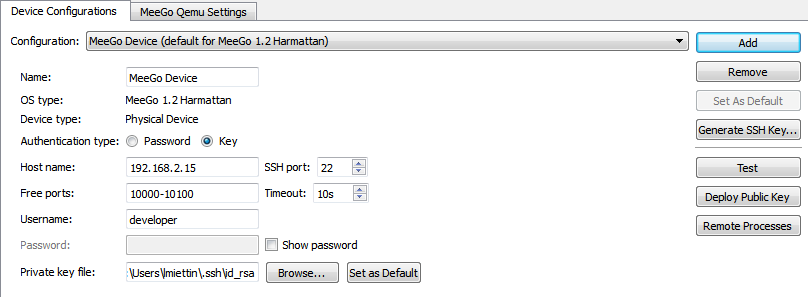 Device Configurations MeeGo Qemu Settings
Configuration: MeeGo Device (default for MeeGo 1.2 Harmattan) Add
Name: MeeGo Device Remove
OS type: MeeGo 1.2 Harmattan Set As Default
Device type: Physical Device
Authentication type: Password Key Generate SSH Key...
Host name: 192.168.2.15 SSH port: 22 Test
Free ports: 10000-10100 Timeout: 10s Deploy Public Key
Username: developer Remote Processes
Password: Show password
Private key file: :\Users\lmiettin\.ssh\id_rsa Browse... Set as Default